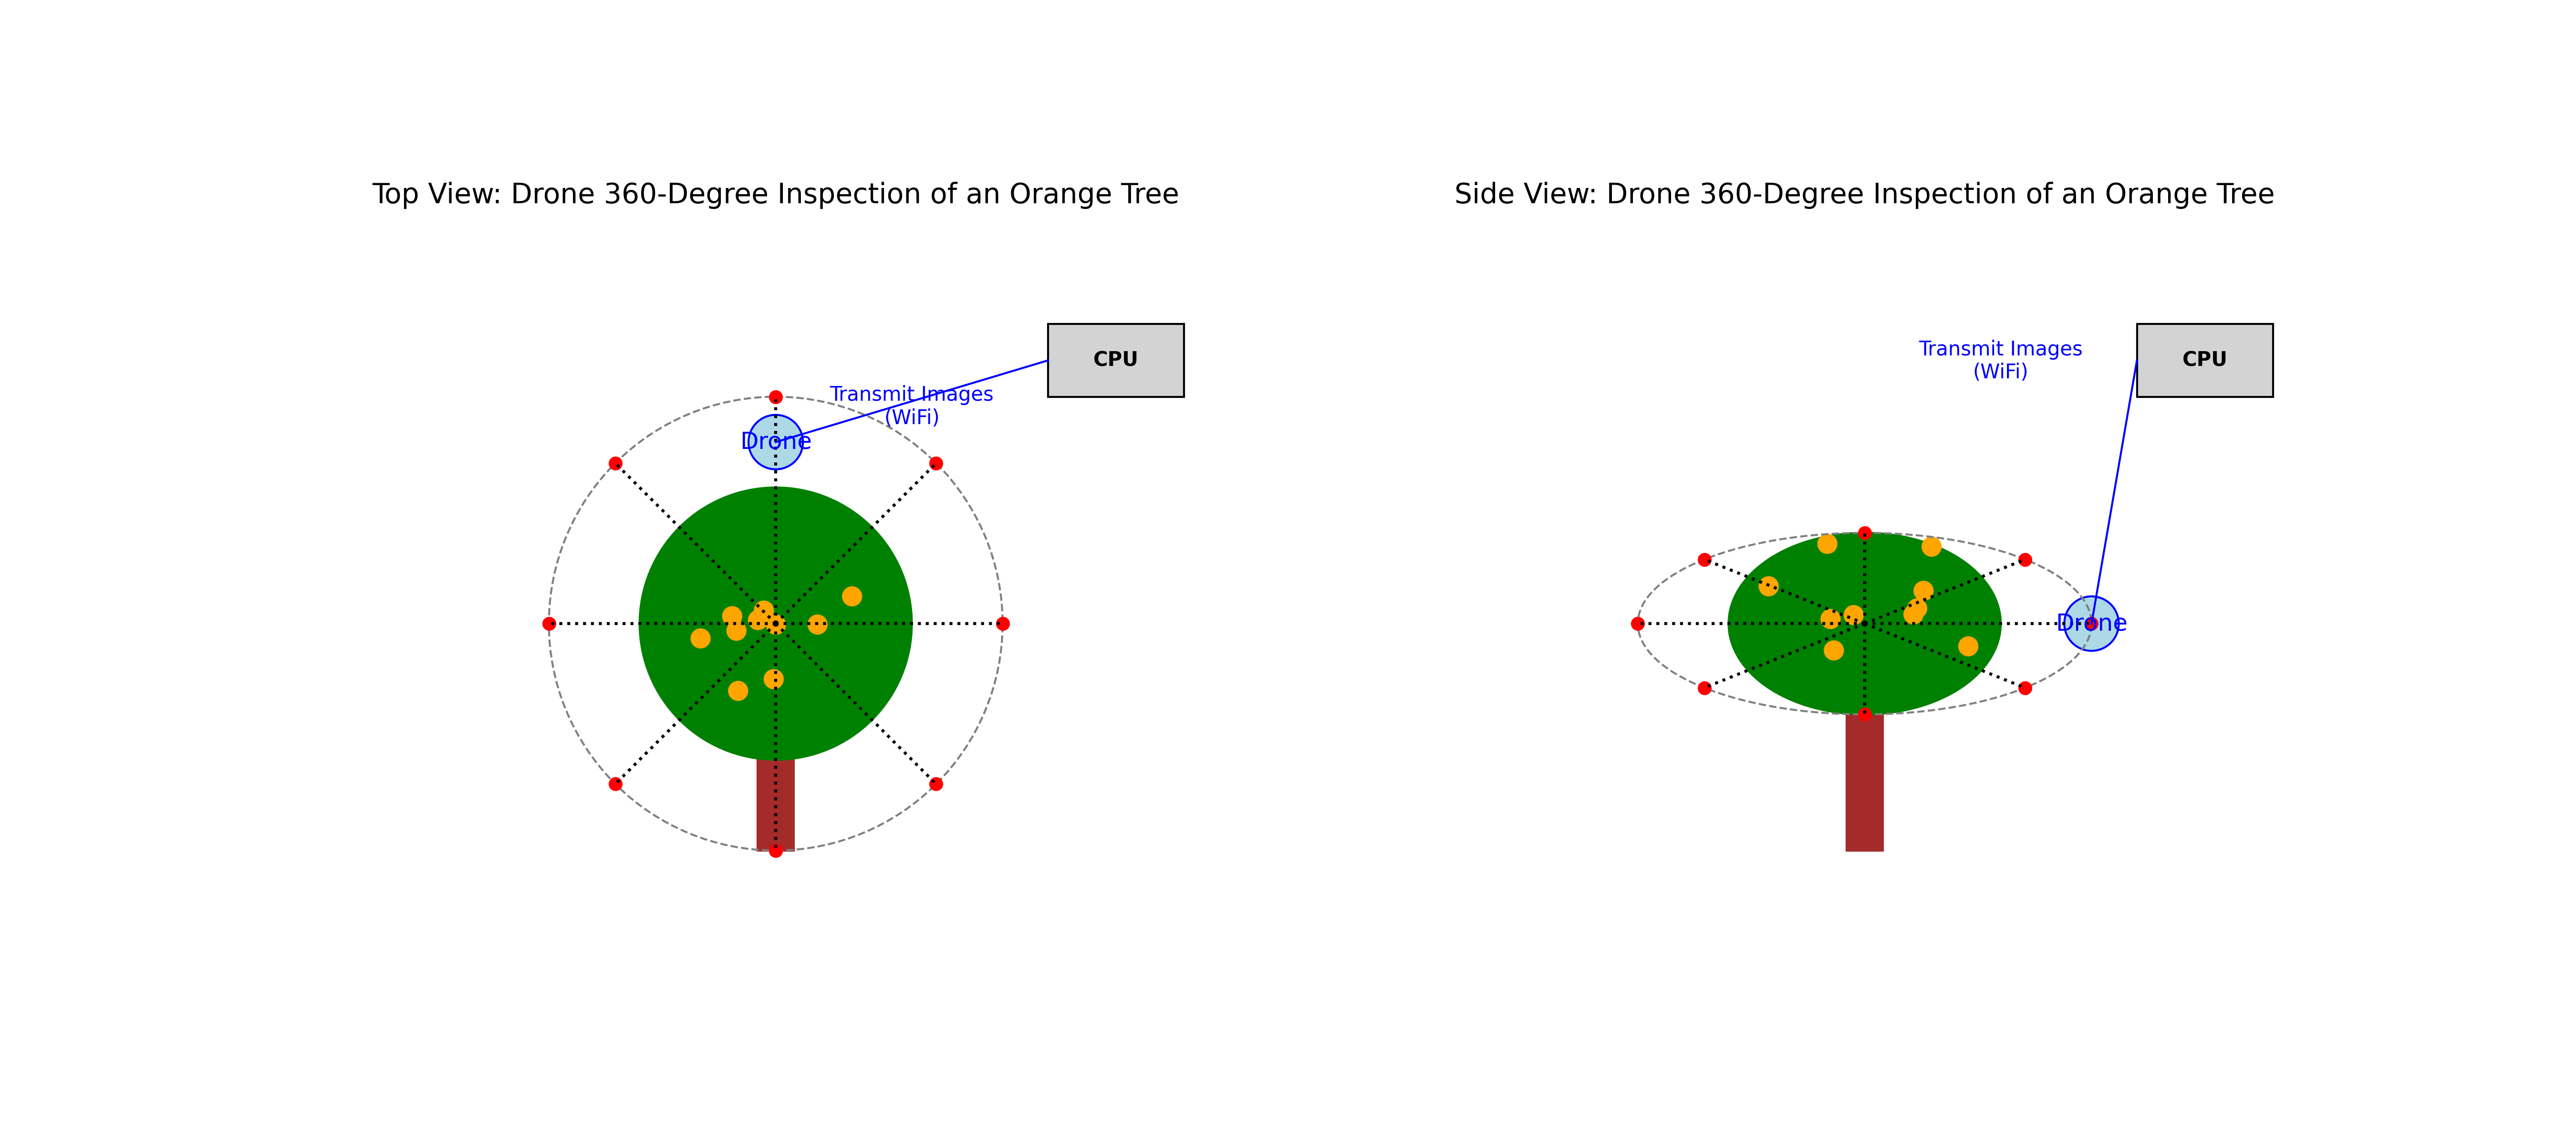 Top View: Drone 360-Degree Inspection of an Orange Tree
CPU
Transmit Images
(WiFi)
Drone
Side View: Drone 360-Degree Inspection of an Orange Tree
Transmit Images
(WiFi)
CPU
Drone